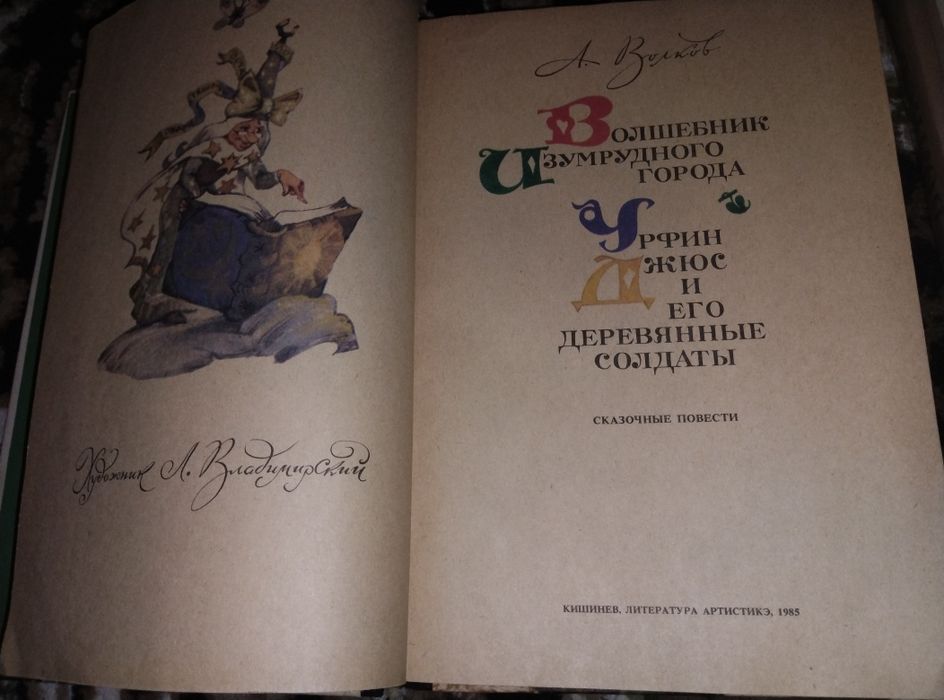 Художник Л. Владимирский
А. Волков
ВОЛШЕБНИК
ИЗУМРУДНОГО
ГОРОДА
УРФИН
ДЖЮС
И
ЕГО
ДЕРЕВЯННЫЕ
СОЛДАТЫ
СКАЗОЧНЫЕ ПОВЕСТИ
КИШИНЕВ. ЛИТЕРАТУРА АРТИСТИКЭ, 1985